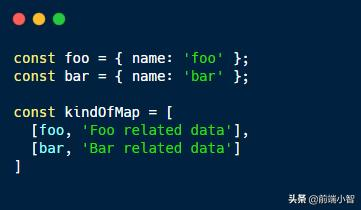 const foo = { name: 'foo' };
const bar = { name: 'bar' };

const kindOfMap = [
  [foo, 'Foo related data'],
  [bar, 'Bar related data']
]
头条 @前端小智